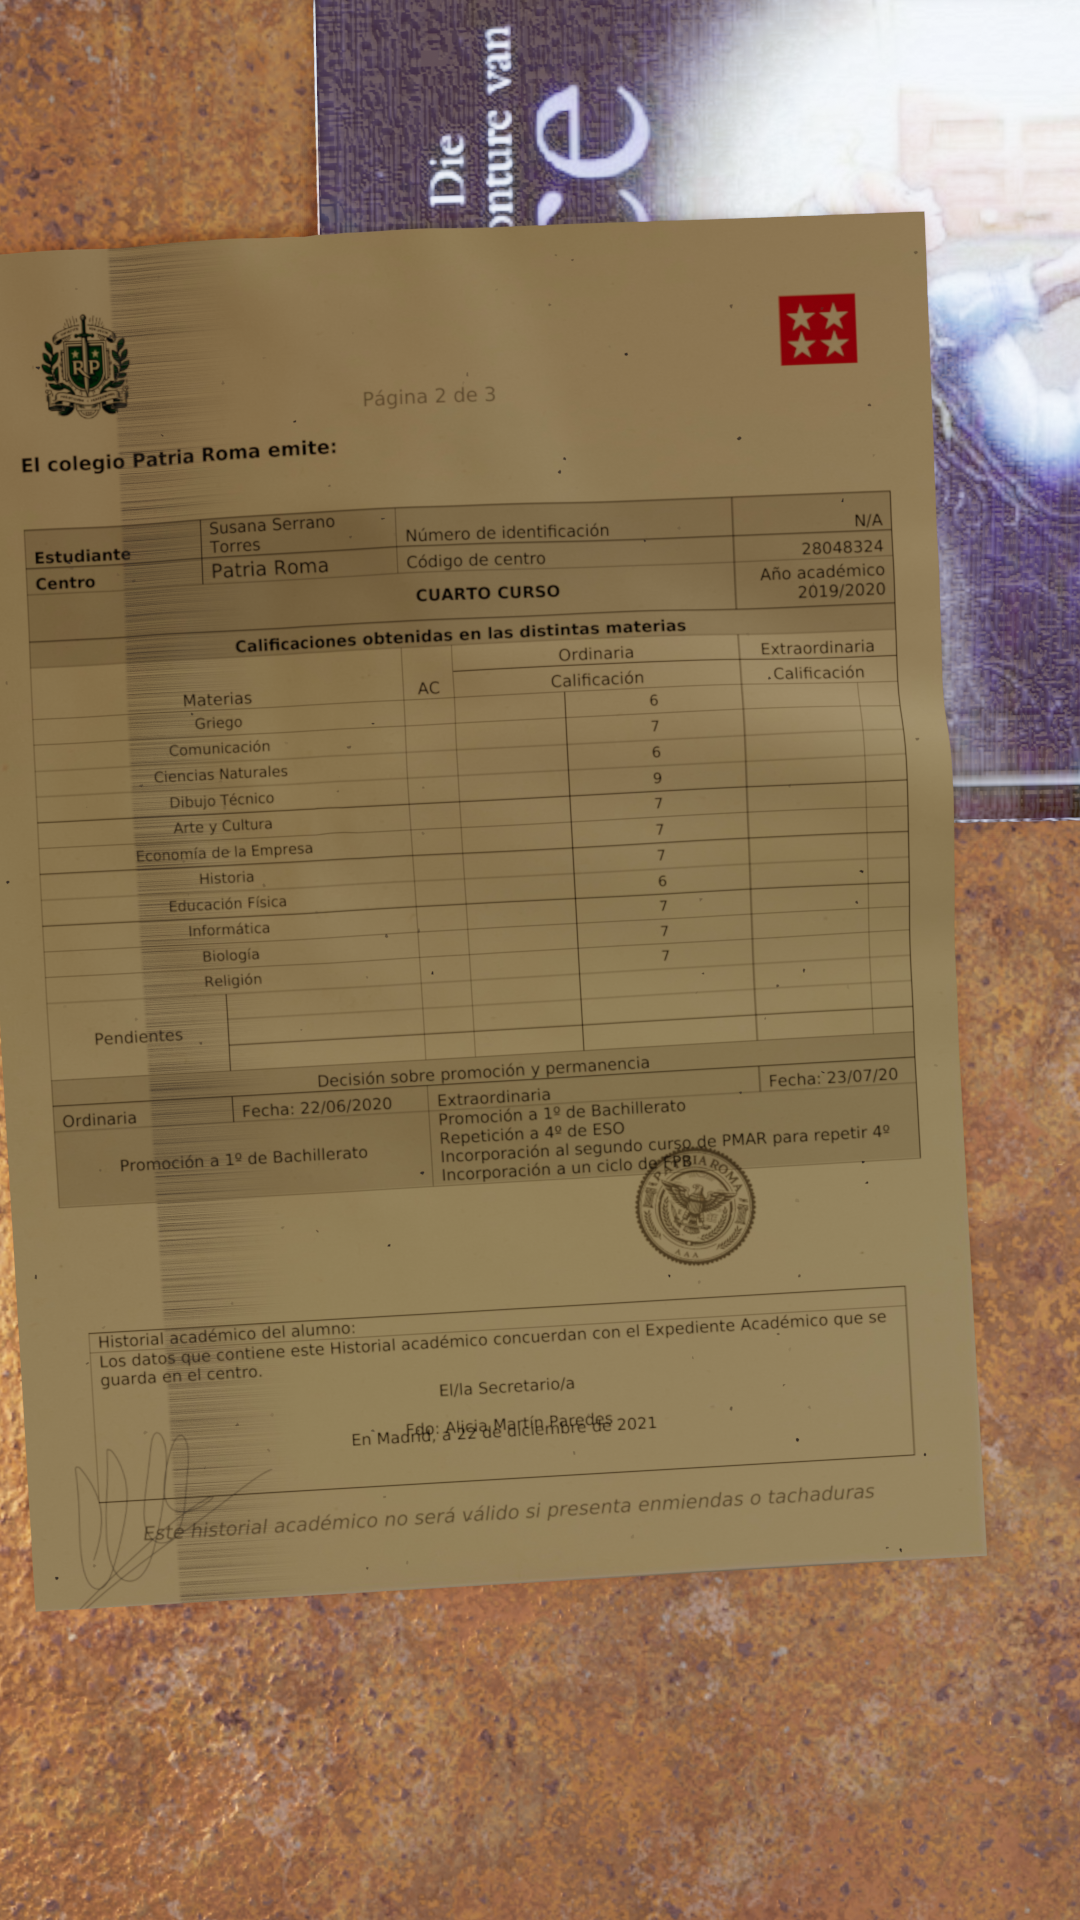 Die
onture van
e
RP
Página 2 de 3
El colegio Patria Roma emite:
Estudiante Susana Serrano Torres Número de identificación N/A
Centro Patria Roma Código de centro 28048324
CUARTO CURSO Año académico 2019/2020
Calificaciones obtenidas en las distintas materias
Materias AC Ordinaria Extraordinaria
Calificación Calificación
Griego 6
Comunicación 7
Ciencias Naturales 6
Dibujo Técnico 9
Arte y Cultura 7
Economía de la Empresa 7
Historia 7
Educación Física 6
Informática 7
Biología 7
Religión 7
Pendientes
Decisión sobre promoción y permanencia
Ordinaria Fecha: 22/06/2020 Extraordinaria Fecha: 23/07/20
Promoción a 1º de Bachillerato
Promoción a 1º de Bachillerato
Repetición a 4º de ESO
Incorporación al segundo curso de PMAR para repetir 4º
Incorporación a un ciclo de FPB
PATRIA ROMA
AAA
Historial académico del alumno:
Los datos que contiene este Historial académico concuerdan con el Expediente Académico que se
guarda en el centro.
El/la Secretario/a
Fdo: Alicia Martín Paredes
En Madrid, a 22 de diciembre de 2021
Este historial académico no será válido si presenta enmiendas o tachaduras